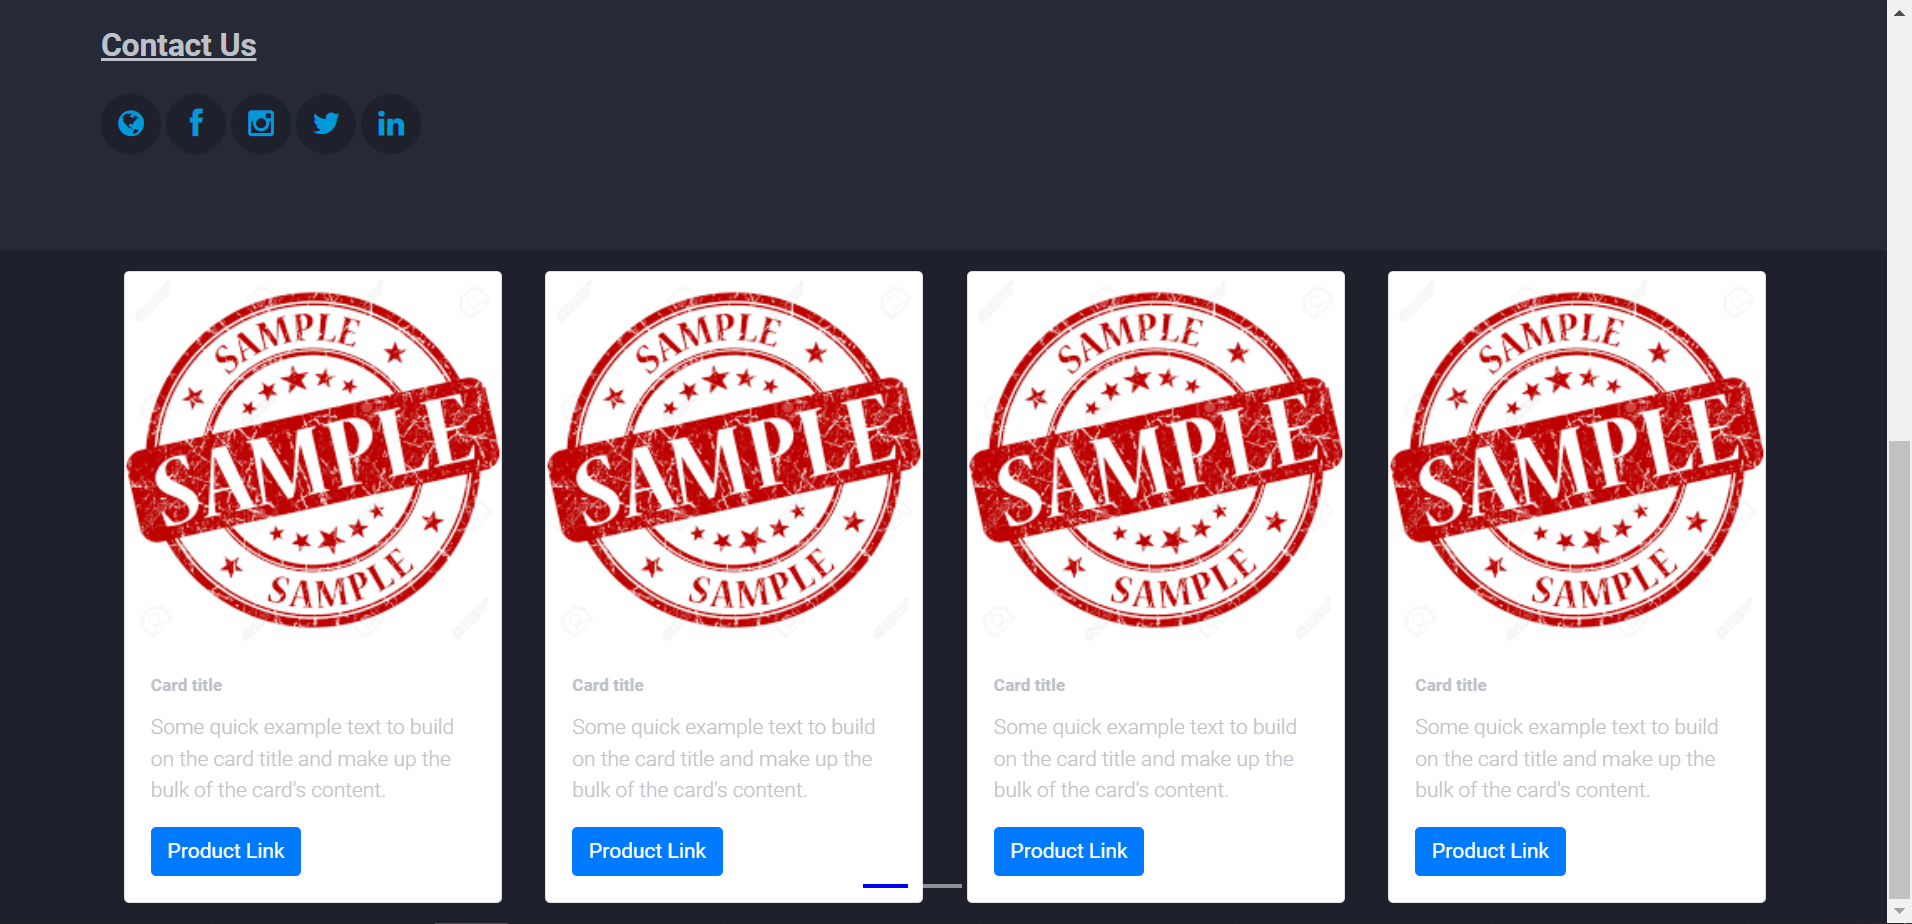 Contact Us
SAMPLE
SAMPLE
SAMPLE
SAMPLE
SAMPLE
SAMPLE
SAMPLE
SAMPLE
SAMPLE
SAMPLE
SAMPLE
SAMPLE
Card title
Some quick example text to build
on the card title and make up the
bulk of the card's content.
Product Link
Card title
Some quick example text to build
on the card title and make up the
bulk of the card's content.
Product Link
Card title
Some quick example text to build
on the card title and make up the
bulk of the card's content.
Product Link
Card title
Some quick example text to build
on the card title and make up the
bulk of the card's content.
Product Link